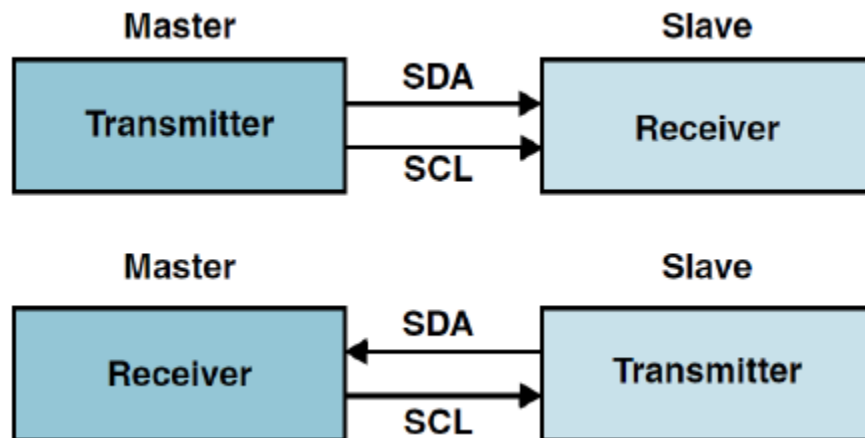 Master Slave
SDA
Transmitter Receiver
SCL
Master Slave
SDA
Receiver Transmitter
SCL